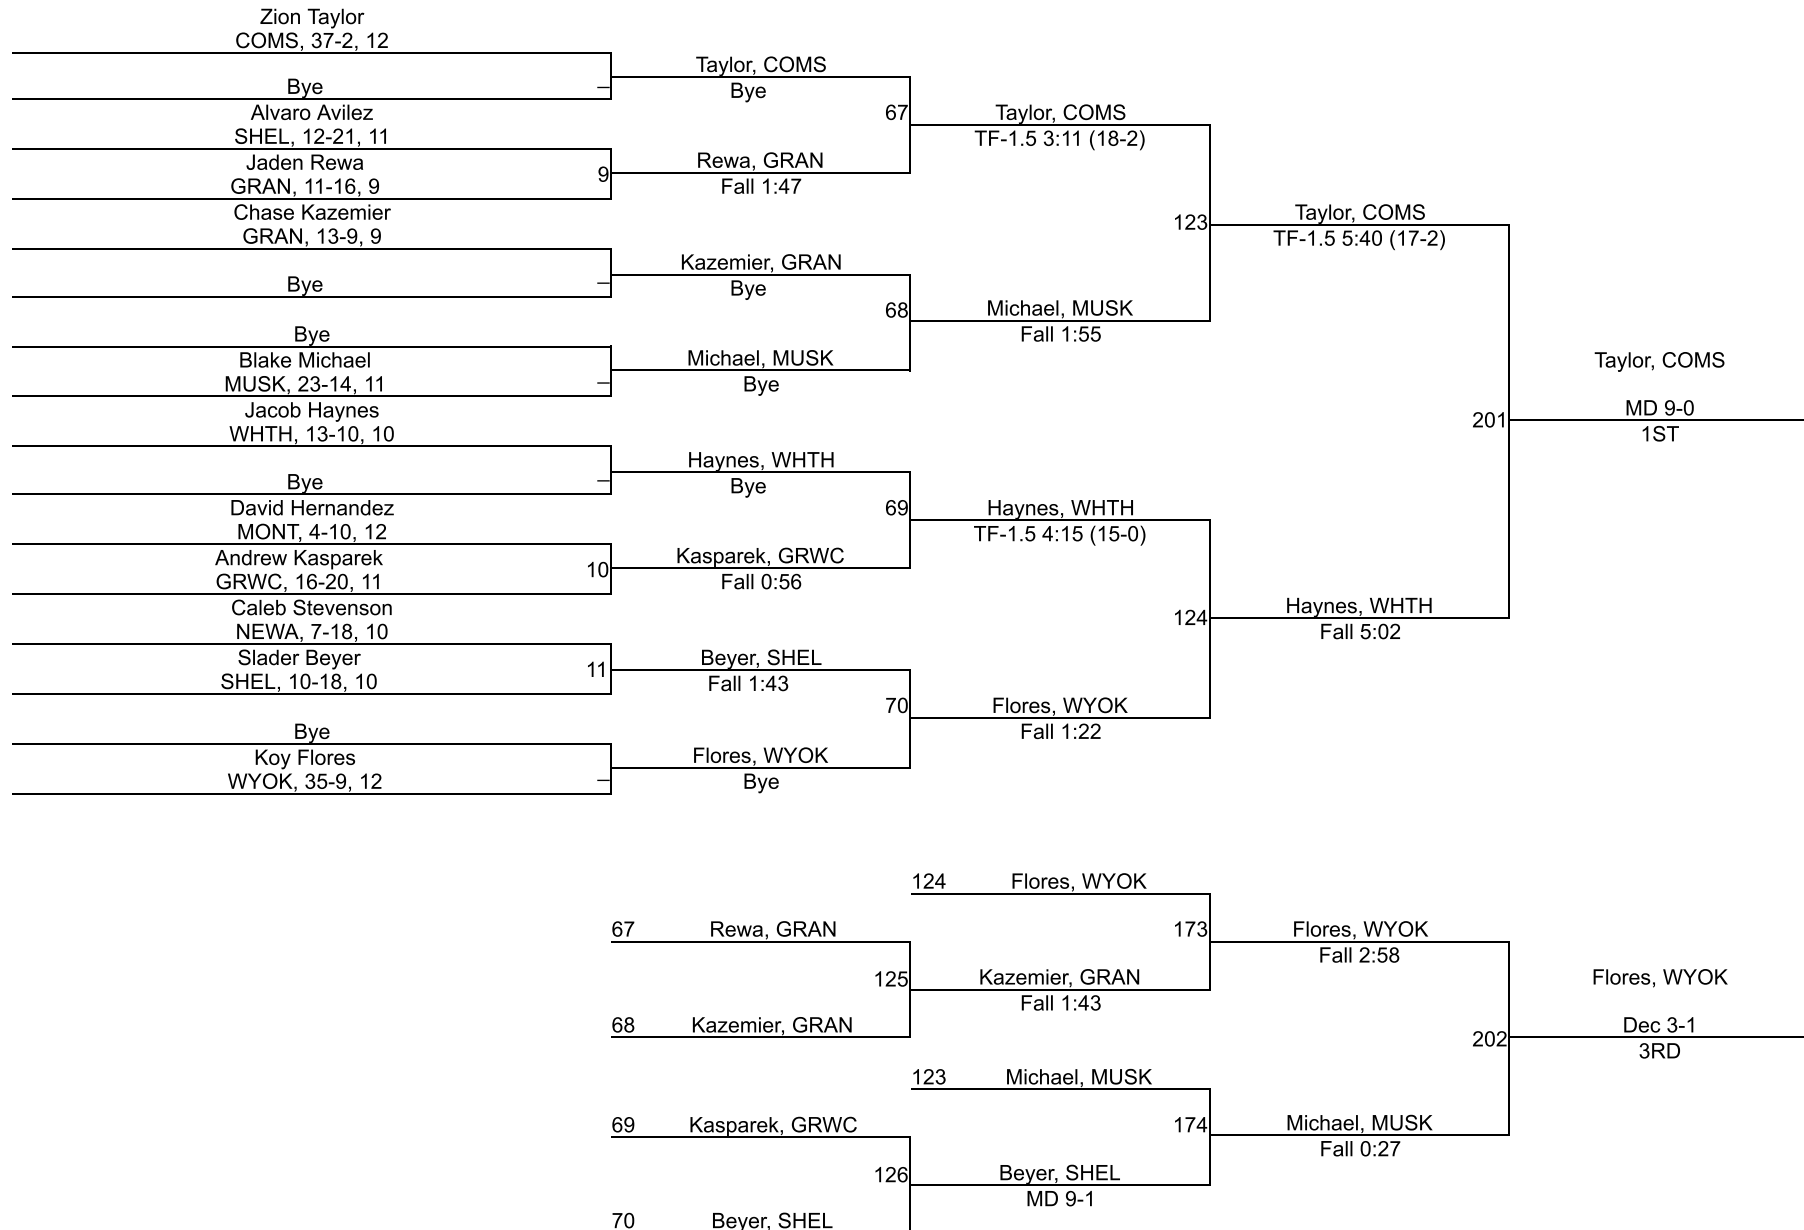 Zion Taylor
COMS, 37-2, 12
Bye
–
Alvaro Avilez
SHEL, 12-21, 11
Jaden Rewa
GRAN, 11-16, 9
9
Chase Kazemier
GRAN, 13-9, 9
Bye
–
Bye
Blake Michael
MUSK, 23-14, 11
–
Jacob Haynes
WHTH, 13-10, 10
Bye
–
David Hernandez
MONT, 4-10, 12
Andrew Kasparek
GRWC, 16-20, 11
10
Caleb Stevenson
NEWA, 7-18, 10
Slader Beyer
SHEL, 10-18, 10
11
Bye
Koy Flores
WYOK, 35-9, 12
–
Taylor, COMS
Bye
67
Rewa, GRAN
Fall 1:47
Kazemier, GRAN
Bye
68
Michael, MUSK
Bye
Haynes, WHTH
Bye
69
Kasparek, GRWC
Fall 0:56
Beyer, SHEL
Fall 1:43
70
Flores, WYOK
Bye
Taylor, COMS
TF-1.5 3:11 (18-2)
123
Michael, MUSK
Fall 1:55
Haynes, WHTH
TF-1.5 4:15 (15-0)
124
Flores, WYOK
Fall 1:22
Taylor, COMS
TF-1.5 5:40 (17-2)
201
Haynes, WHTH
Fall 5:02
Taylor, COMS
MD 9-0
1ST
124 Flores, WYOK
67 Rewa, GRAN
125
68 Kazemier, GRAN
Kazemier, GRAN
Fall 1:43
173
Flores, WYOK
Fall 2:58
123 Michael, MUSK
69 Kasparek, GRWC
126
70 Beyer, SHEL
Beyer, SHEL
MD 9-1
174
Michael, MUSK
Fall 0:27
202
Flores, WYOK
Dec 3-1
3RD